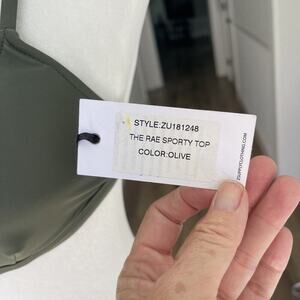 STYLE:ZU181248
THE RAE SPORTY TOP
COLOR:OLIVE